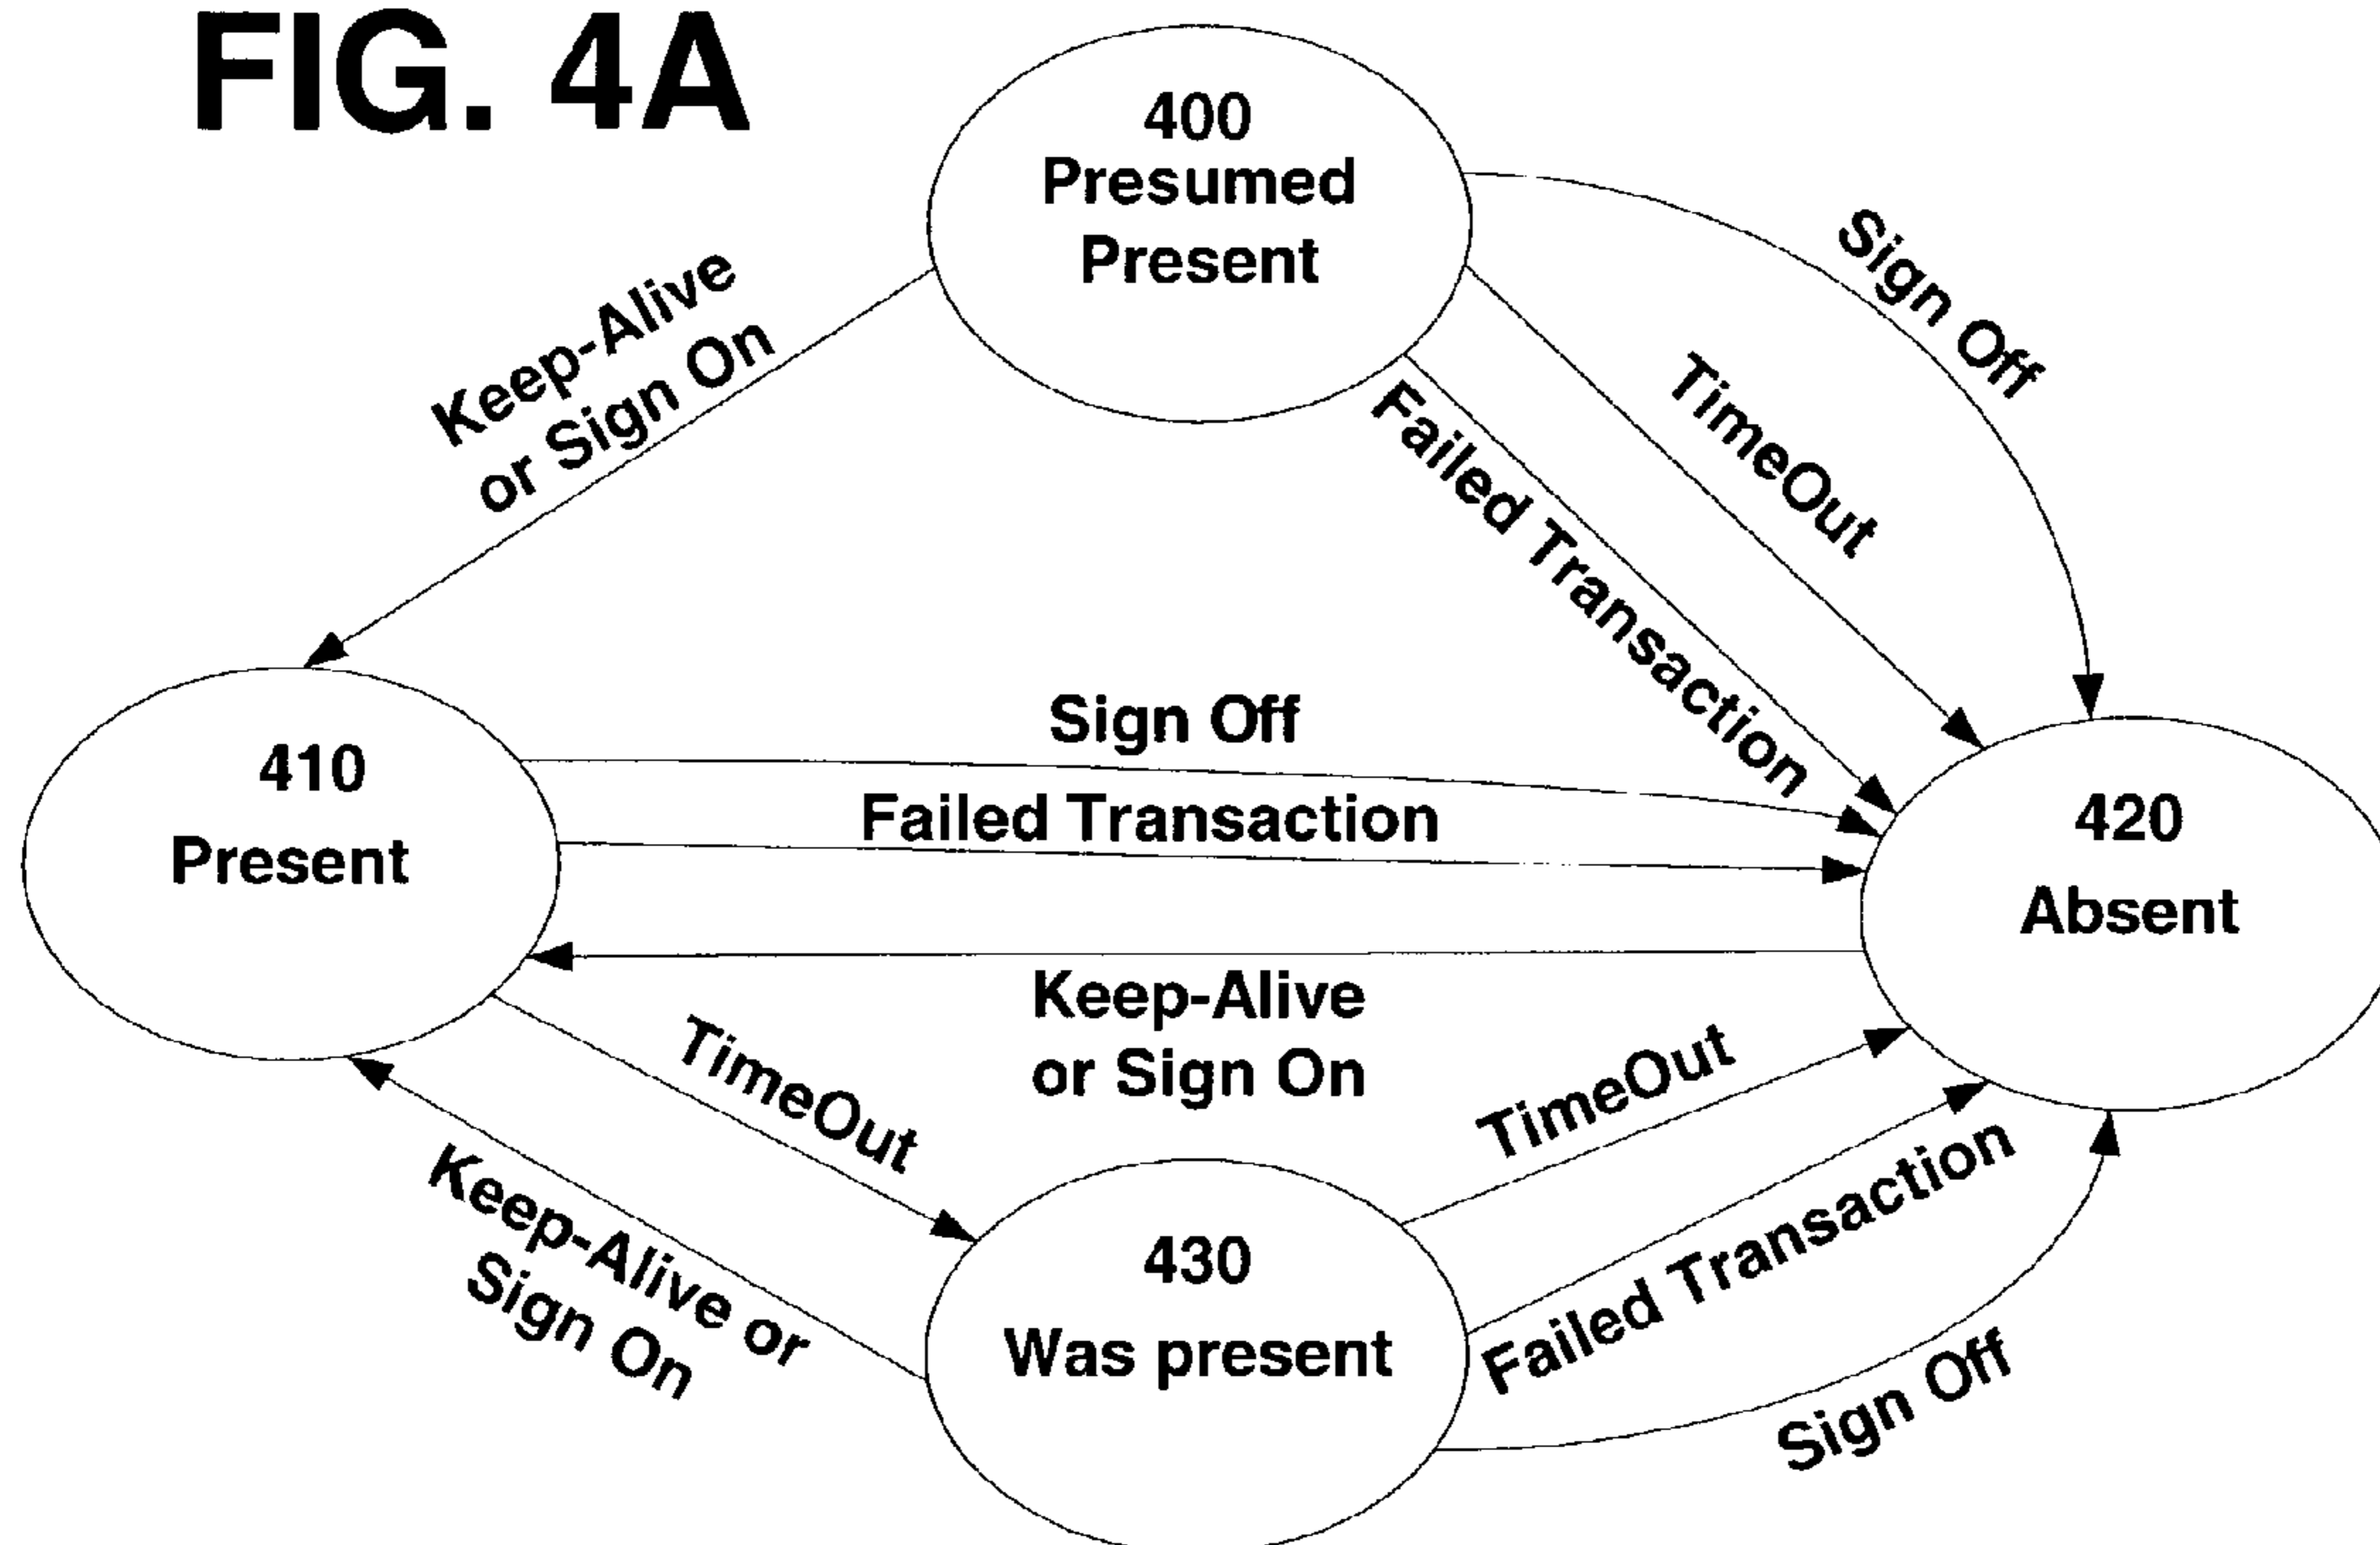 FIG. 4A
400
Presumed
Present
Keep-Alive
or Sign On
Sign Off
TimeOut
Failed Transaction
410
Present
Sign Off
Failed Transaction
420
Absent
Keep-Alive
or Sign On
TimeOut
Keep-Alive or
Sign On
430
Was present
TimeOut
Failed Transaction
Sign Off